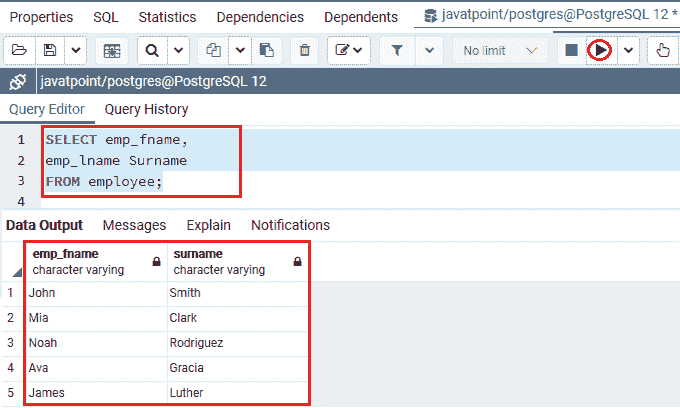 Properties SQL Statistics Dependencies Dependents javatpoint/postgres@PostgreSQL 12 *
No limit
javatpoint/postgres@PostgreSQL 12
Query Editor Query History
1 SELECT emp_fname,
2 emp_lname Surname
3 FROM employee;
4
Data Output Messages Explain Notifications
emp_fname surname
character varying character varying
1 John Smith
2 Mia Clark
3 Noah Rodriguez
4 Ava Gracia
5 James Luther